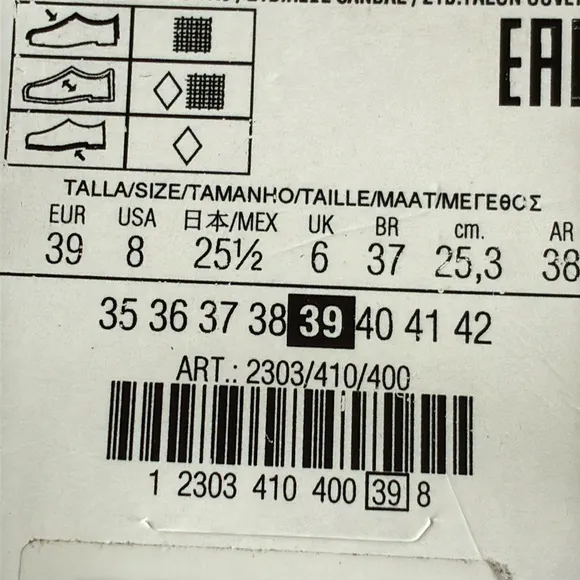 EAC
TALLA/SIZE/TAMANHO/TAILLE/MAAT/ΜΕΓΕΘΟΣ
EUR USA 日本/MEX UK BR cm. AR
39 8 25½ 6 37 25,3 38
35 36 37 38 39 40 41 42
ART.: 2303/410/400
1 2303 410 400 39 8